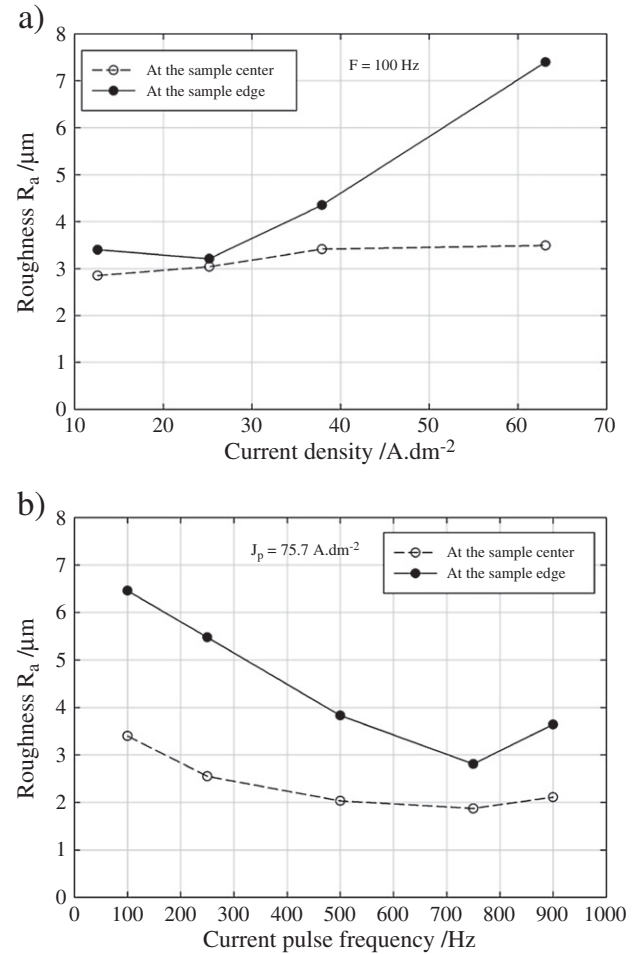 a)
8
7
6
5
4
3
2
1
0
At the sample center
At the sample edge
F = 100 Hz
Roughness Ra /µm
10 20 30 40 50 60 70
Current density /A.dm-2
b)
8
7
6
5
4
3
2
1
0
Jp = 75.7 A.dm-2
At the sample center
At the sample edge
Roughness Ra /µm
0 100 200 300 400 500 600 700 800 900 1000
Current pulse frequency /Hz